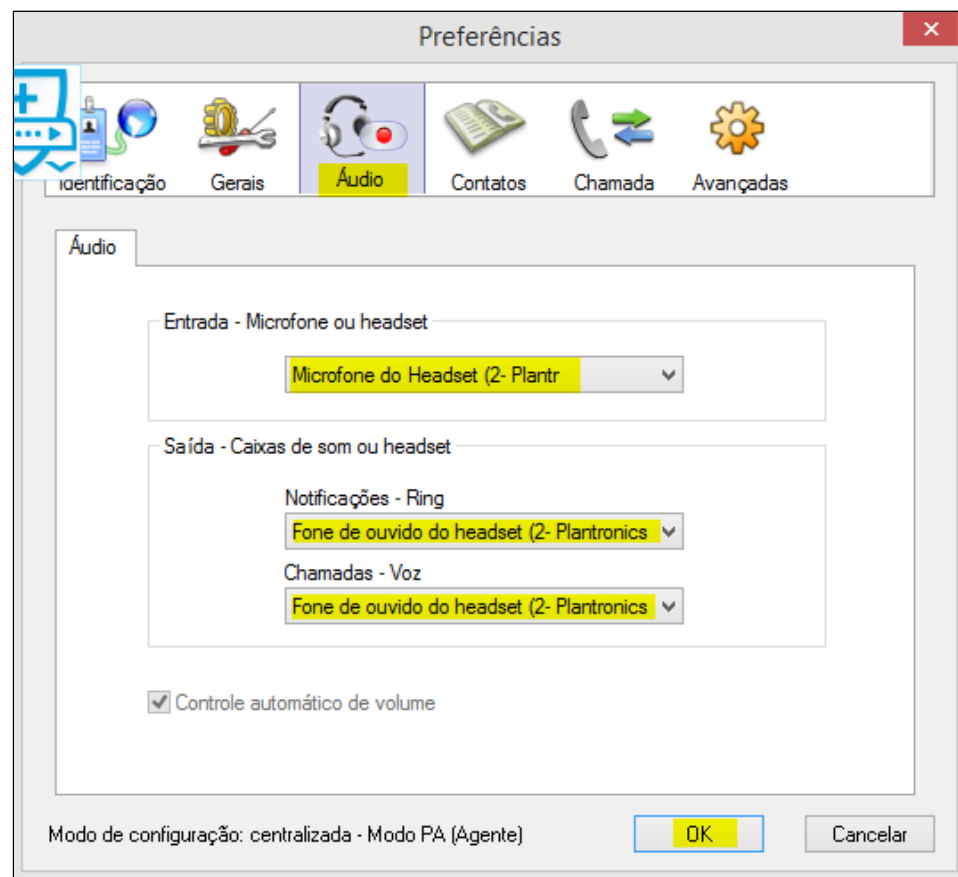 Preferências
Identificação Gerais Áudio Contatos Chamada Avançadas
Áudio
Entrada - Microfone ou headset
Microfone do Headset (2- Plantr
Saída - Caixas de som ou headset
Notificações - Ring
Fone de ouvido do headset (2- Plantronics
Chamadas - Voz
Fone de ouvido do headset (2- Plantronics
Controle automático de volume
Modo de configuração: centralizada - Modo PA (Agente) OK Cancelar